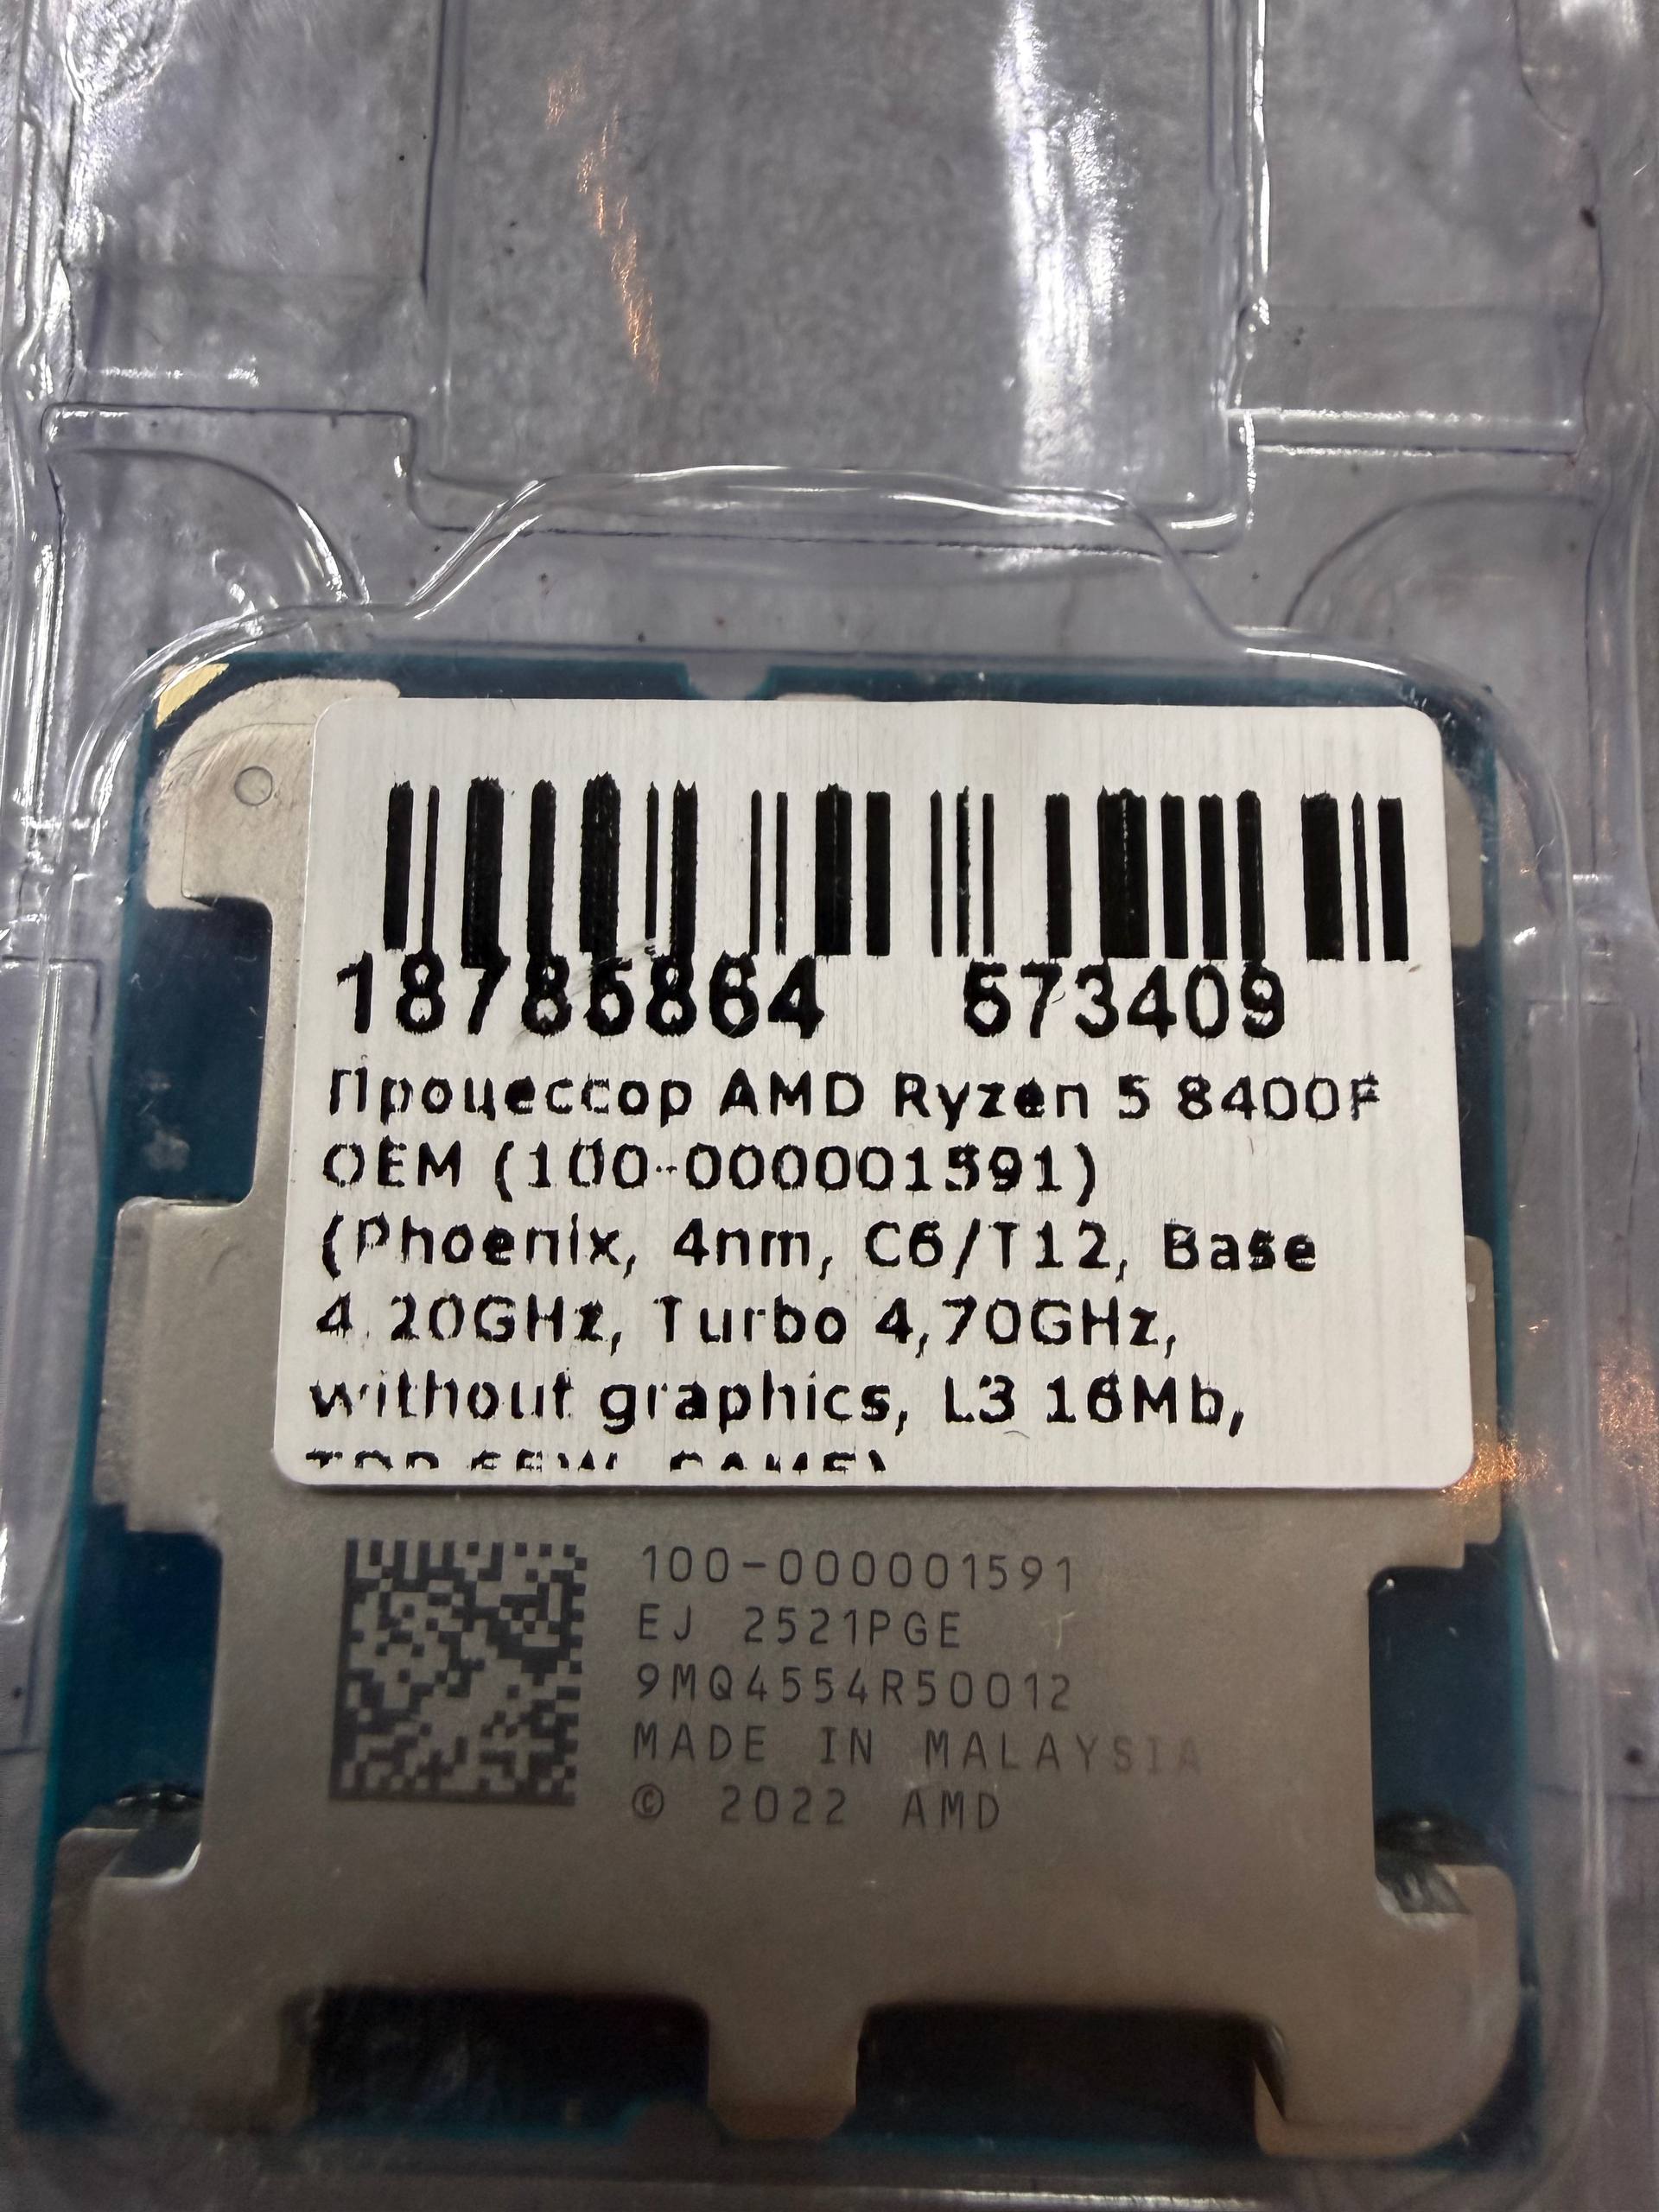 18785864 573409
Процессор AMD Ryzen 5 8400F
OEM (100-000001591)
(Phoenix, 4nm, C6/T12, Base
4,20GHz, Turbo 4,70GHz,
without graphics, L3 16Mb,
100-000001591
EJ 2521PGE
9MQ4554R50012
MADE IN MALAYSIA
© 2022 AMD